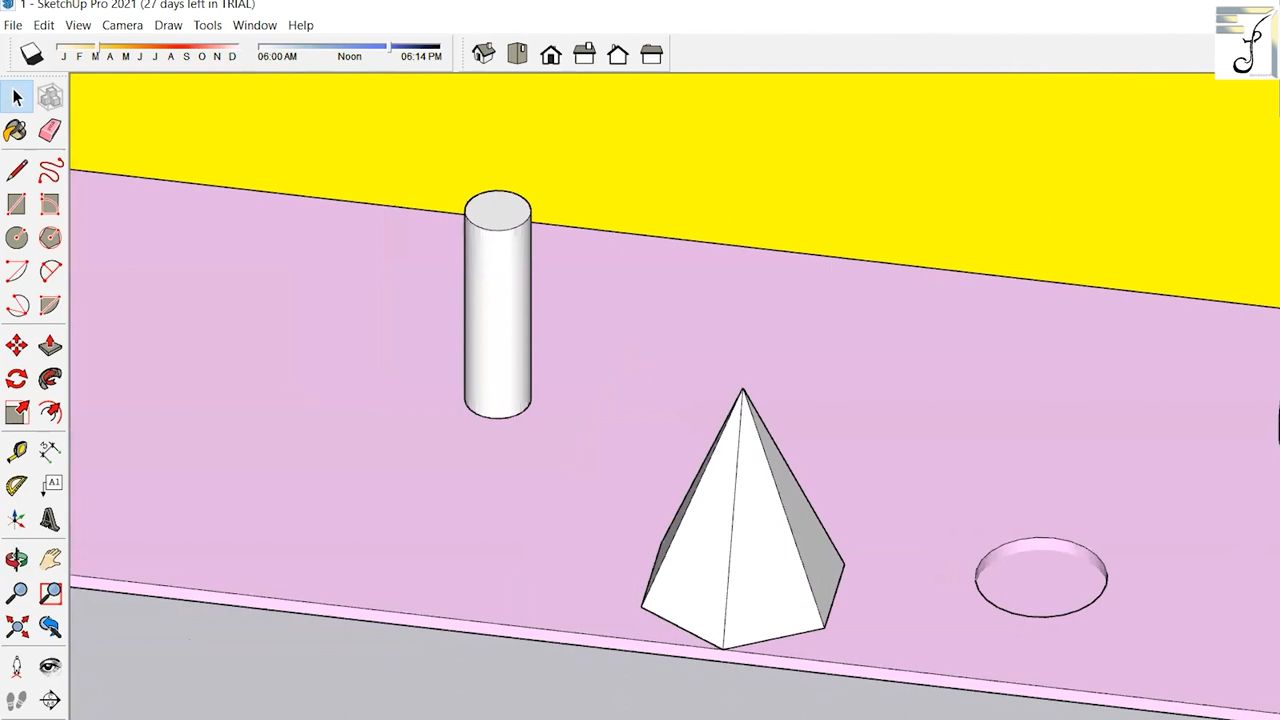 1 - SketchUp Pro 2021 (27 days left in TRIAL)
File Edit View Camera Draw Tools Window Help
J F M A M J J A S O N D
06:00 AM Noon 06:14 PM
A1